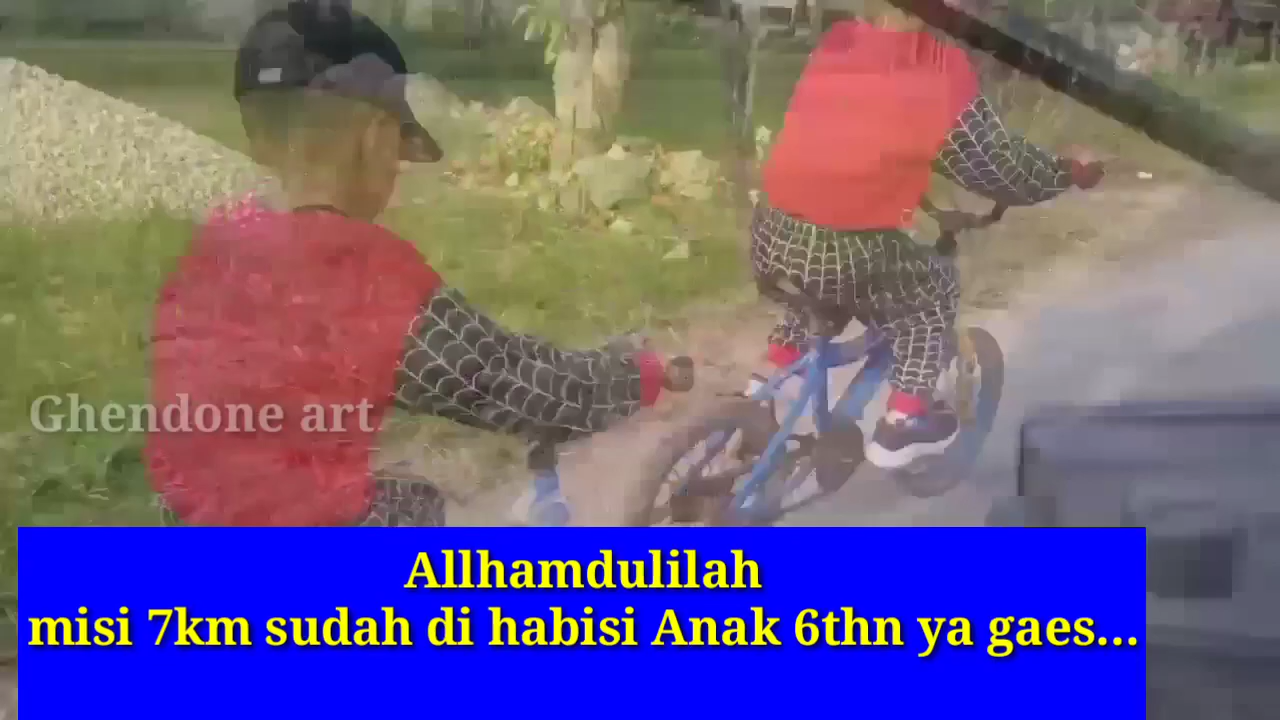 Ghendone art
Allhamdulilah
misi 7km sudah di habisi Anak 6thn ya gaes...